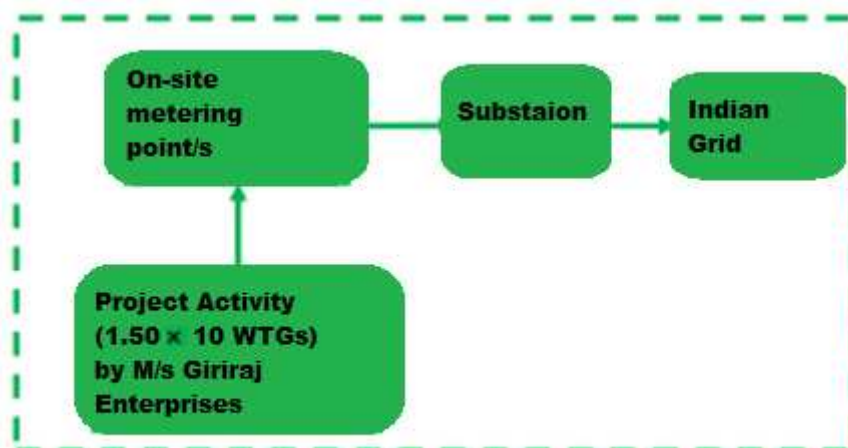 On-site
metering
point/s
Substaion
Indian
Grid
Project Activity
(1.50 × 10 WTGs)
by M/s Giriraj
Enterprises